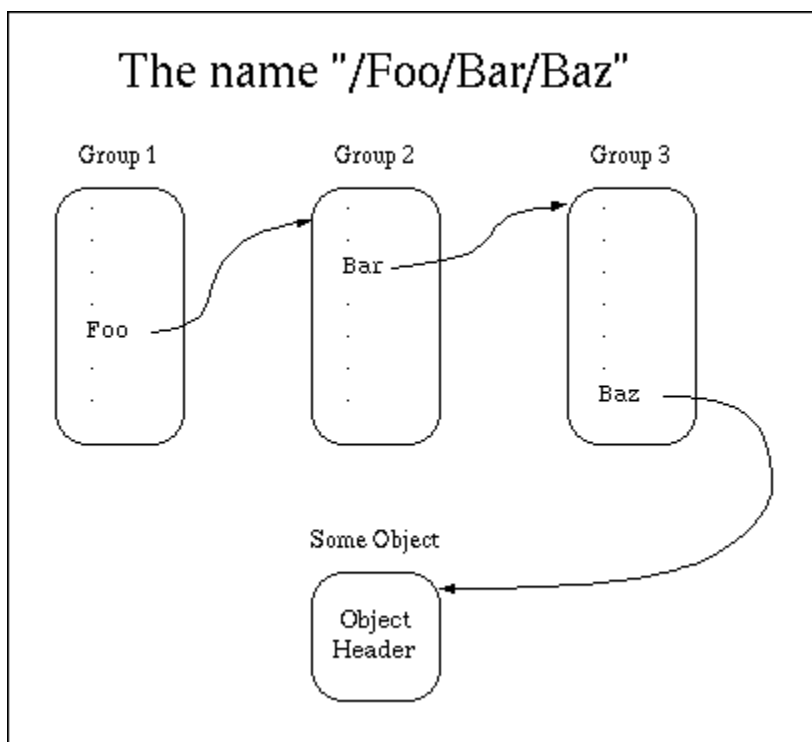 The name "/Foo/Bar/Baz"
Group 1
Group 2
Group 3
Foo
Bar
Baz
Some Object
Object
Header